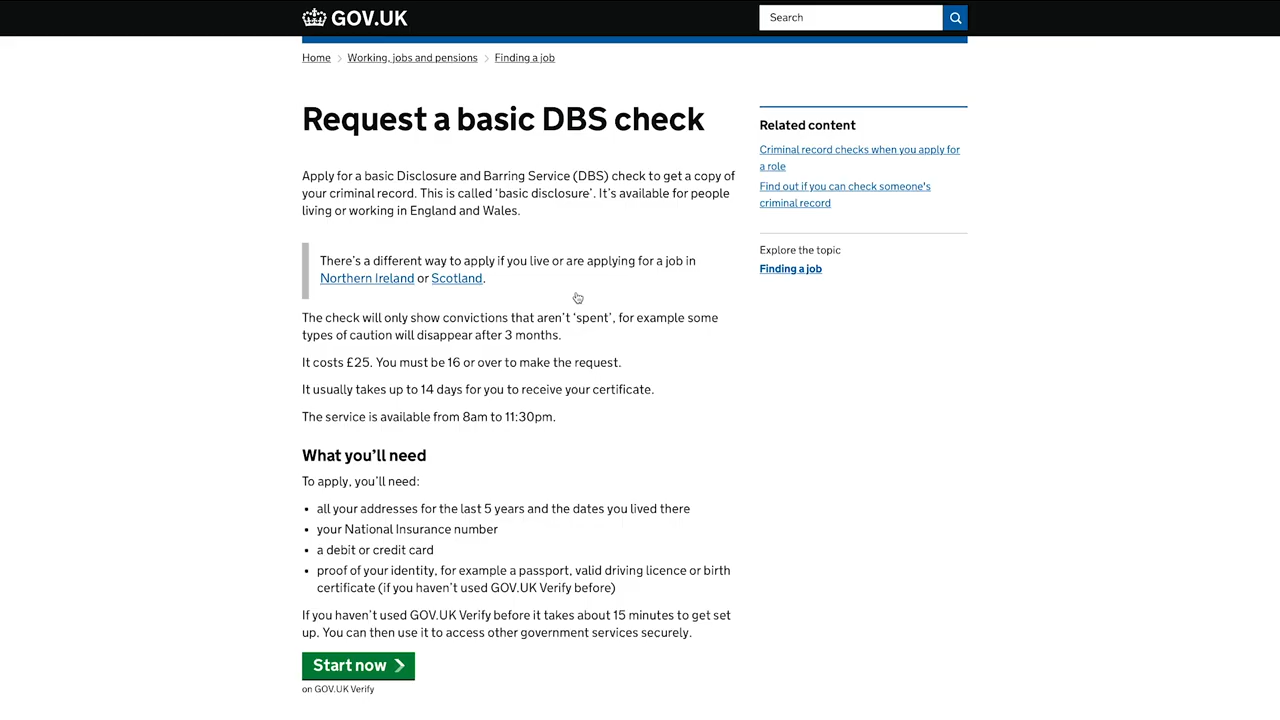 GOV.UK
Search
Home
Working, jobs and pensions
Finding a job
Request a basic DBS check
Apply for a basic Disclosure and Barring Service (DBS) check to get a copy of
your criminal record. This is called ‘basic disclosure’. It’s available for people
living or working in England and Wales.
There’s a different way to apply if you live or are applying for a job in
Northern Ireland or Scotland.
The check will only show convictions that aren’t ‘spent’, for example some
types of caution will disappear after 3 months.
It costs £25. You must be 16 or over to make the request.
It usually takes up to 14 days for you to receive your certificate.
The service is available from 8am to 11:30pm.
What you’ll need
To apply, you’ll need:
• all your addresses for the last 5 years and the dates you lived there
• your National Insurance number
• a debit or credit card
• proof of your identity, for example a passport, valid driving licence or birth
certificate (if you haven’t used GOV.UK Verify before)
If you haven’t used GOV.UK Verify before it takes about 15 minutes to get set
up. You can then use it to access other government services securely.
Start now
on GOV.UK Verify
Related content
Criminal record checks when you apply for
a role
Find out if you can check someone's
criminal record
Explore the topic
Finding a job